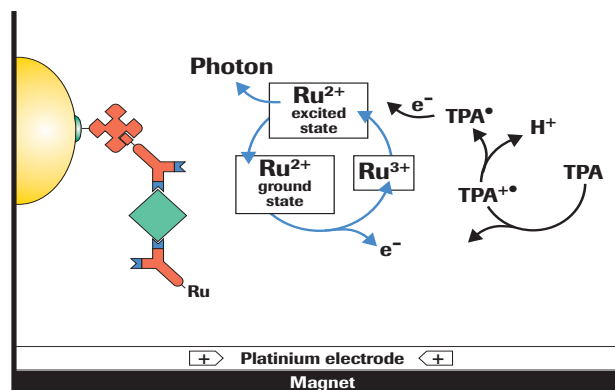 Photon
Ru2+
excited
state
e-
TPA•
H+
Ru2+
ground
state
Ru3+
TPA+•
TPA
e-
Ru
+ Platinium electrode +
Magnet